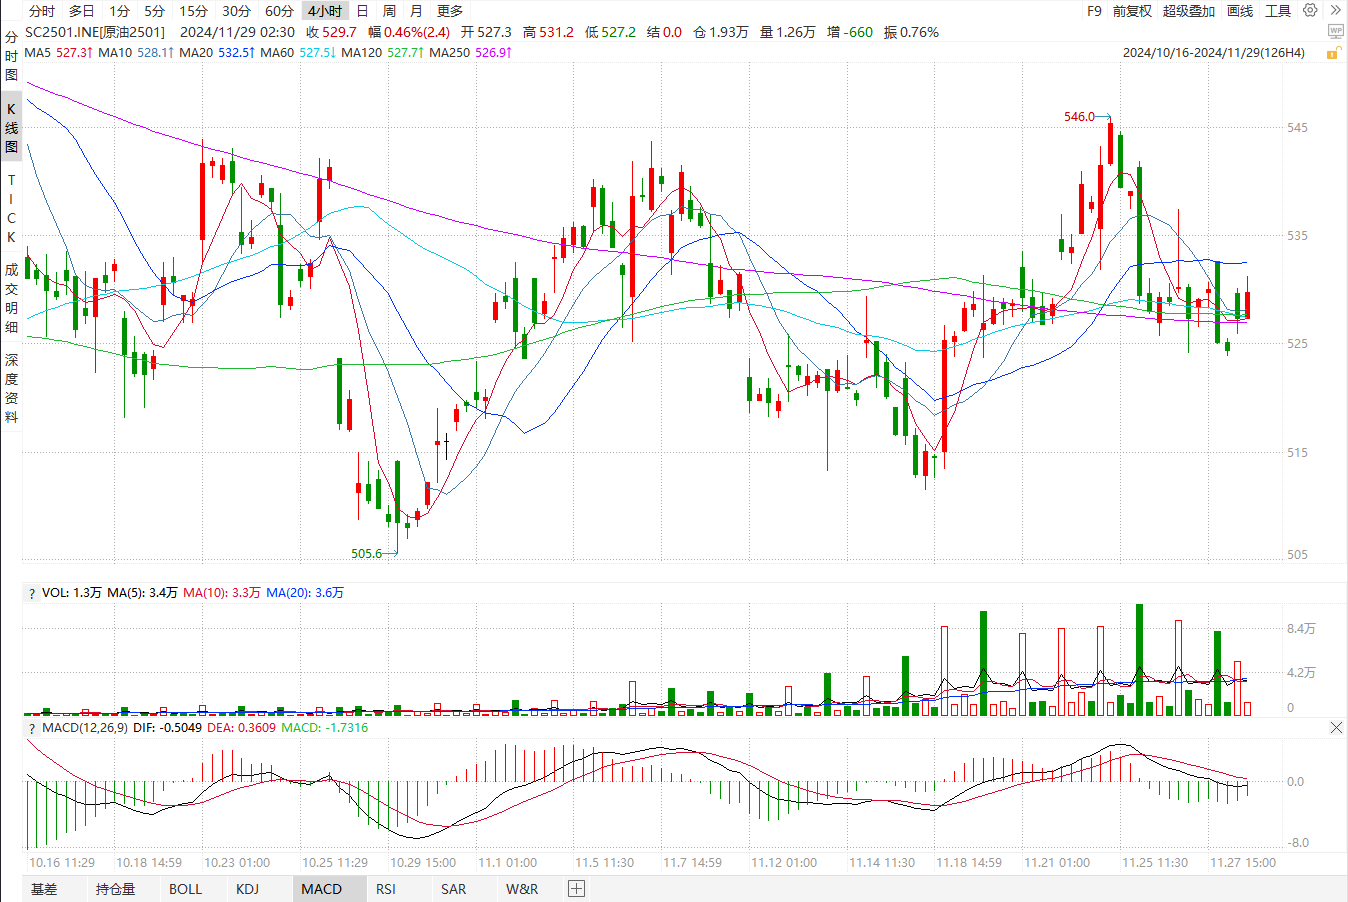 分时 多日 1分 5分 15分 30分 60分 4小时 日 周 月 更多 F9 前复权 超级叠加 画线 工具
SC2501.INE[原油2501] 2024/11/29 02:30 收 529.7 幅 0.46%(2.4) 开 527.3 高 531.2 低 527.2 结 0.0 量 1.26万 仓 1.93万 增 -660 振 0.76% WP
MA5 527.3↑ MA10 528.1↑ MA20 532.5↑ MA60 527.5↓ MA120 527.7↑ MA250 526.9↑ 2024/10/16-2024/11/29(126H4)
分时图
K线图
TICK
成交明细
深度资料
546.0
545
535
525
515
505.6
505
? VOL: 1.3万 MA(5): 3.4万 MA(10): 3.3万 MA(20): 3.6万
8.4万
4.2万
0
? MACD(12,26,9) DIF: -0.5049 DEA: 0.3609 MACD: -1.7316
0.0
-8.0
10.16 11:29 10.18 14:59 10.23 01:00 10.25 11:29 10.29 15:00 11.1 01:00 11.5 11:30 11.7 14:59 11.12 01:00 11.14 11:30 11.18 14:59 11.21 01:00 11.25 11:30 11.27 15:00
基差 持仓量 BOLL KDJ MACD RSI SAR W&R